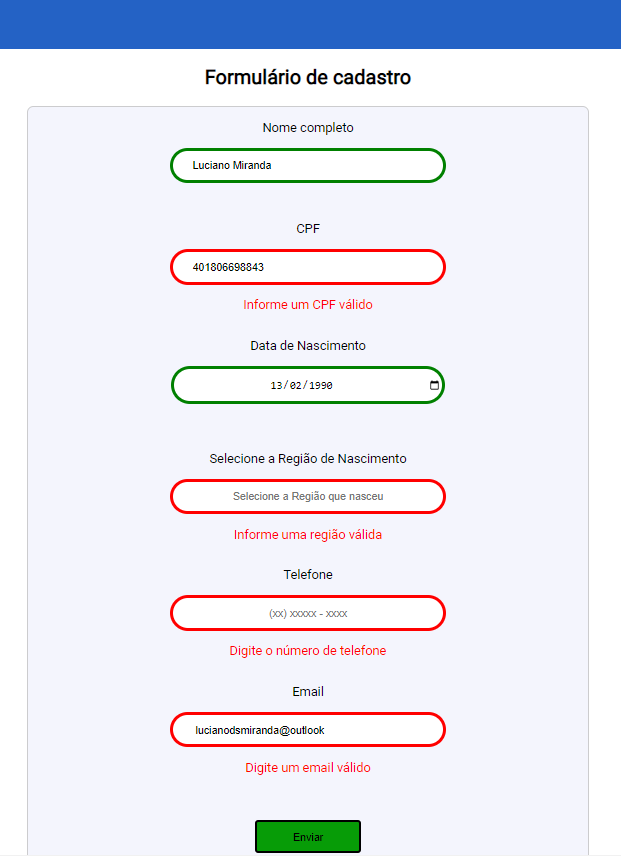 Formulário de cadastro
Nome completo
Luciano Miranda
CPF
401806698843
Informe um CPF válido
Data de Nascimento
13/02/1990
Selecione a Região de Nascimento
Selecione a Região que nasceu
Informe uma região válida
Telefone
(xx) xxxxx - xxxx
Digite o número de telefone
Email
lucianodsmiranda@outlook
Digite um email válido
Enviar